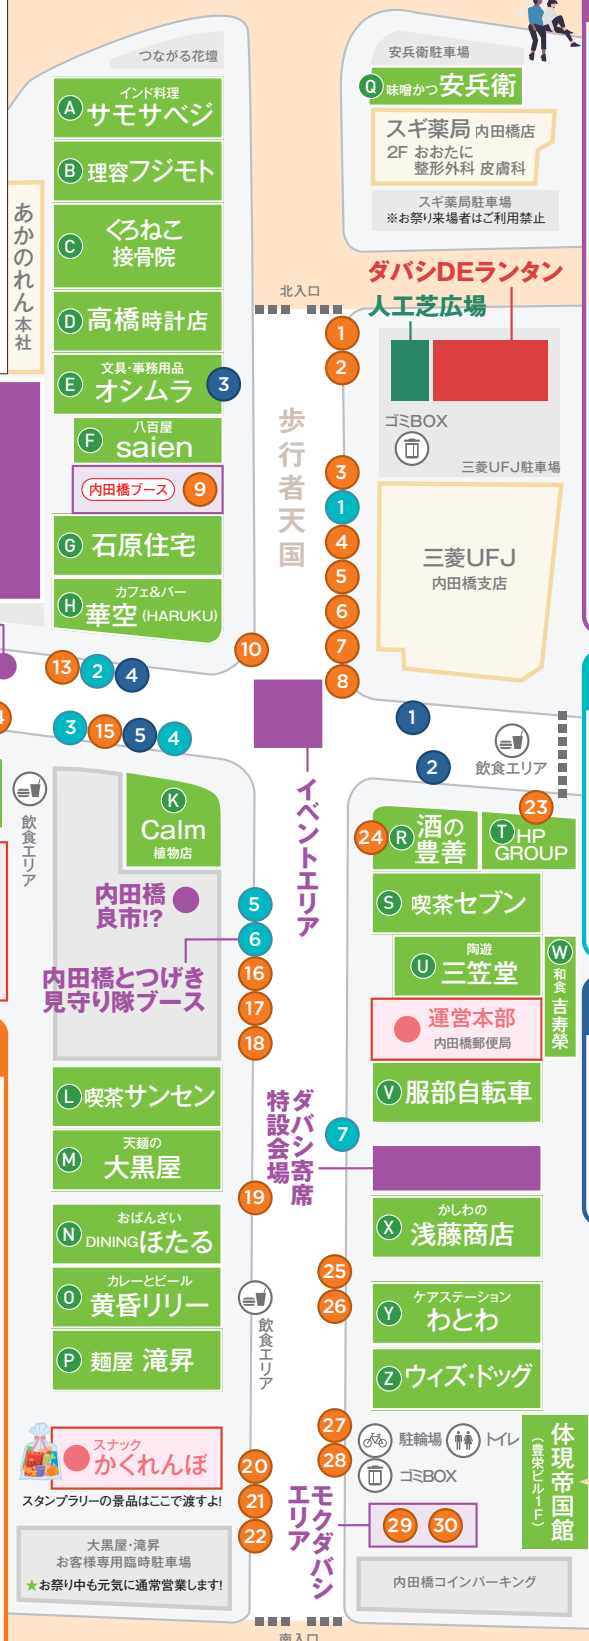 つながる花壇
安兵衛駐車場
A
インド料理
サモサベジ
B 理容フジモト
C
くろねこ
接骨院
D 高橋時計店
E
文具・事務用品
オシムラ
3
F
八百屋
saien
内田橋ブース 9
G 石原住宅
H
カフェ&バー
華空 (HARUKU)
あかのれん本社
Q 味噌かつ 安兵衛
スギ薬局 内田橋店
2F おおたに
整形外科 皮膚科
スギ薬局駐車場
※お祭り来場者はご利用禁止
ダバシDEランタン
人工芝広場
北入口
1
2
ゴミBOX
三菱UFJ駐車場
歩行者天国
3
1
4
5
6
7
8
三菱UFJ
内田橋支店
10
13
2
4
3
15
5
4
1
2
飲食エリア
イベントエリア
飲食エリア
K
Calm
植物店
内田橋
良市!?
内田橋とつげき
見守り隊ブース
5
6
16
17
18
23
24
R
酒の
豊善
T HP
GROUP
S 喫茶セブン
U
陶遊
三笠堂
W
和食
吉寿榮
運営本部
内田橋郵便局
V 服部自転車
L 喫茶サンセン
M
天麺の
大黒屋
N
おばんざい
DININGほたる
O
カレーとビール
黄昏リリー
P 麺屋 滝昇
ダバシ寄席
特設会場
7
19
X
かしわの
浅藤商店
25
26
Y
ケアステーション
わとわ
Z ウィズ・ドッグ
飲食エリア
スナック
かくれんぼ
スタンプラリーの景品はここで渡すよ!
20
21
22
27
28
駐輪場
トイレ
ゴミBOX
体現帝国館
(豊栄ビル1F)
モクダバシ
エリア
29
30
大黒屋・滝昇
お客様専用臨時駐車場
★お祭り中も元気に通常営業します!
内田橋コインパーキング
南入口